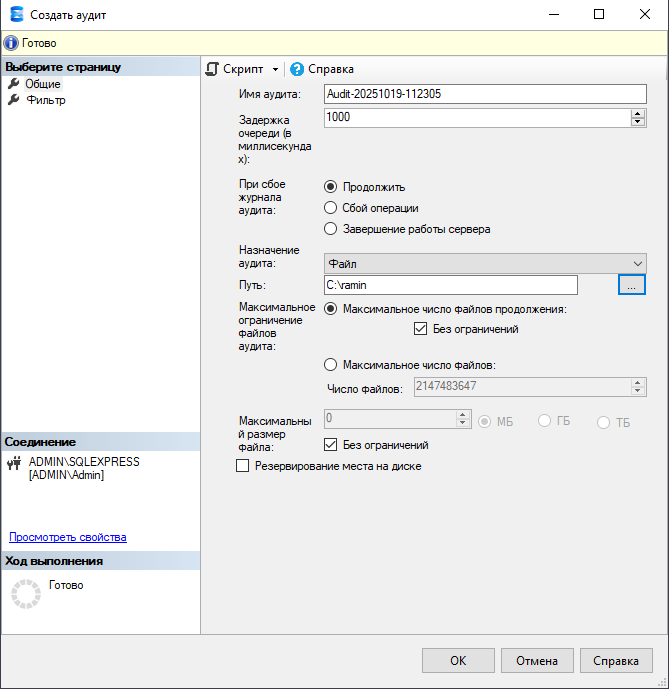 Создать аудит
Готово
Выберите страницу
Общие
Фильтр
Скрипт
Справка
Имя аудита:
Audit-20251019-112305
Задержка
очереди (в
миллисекунда
х):
1000
При сбое
журнала
аудита:
Продолжить
Сбой операции
Завершение работы сервера
Назначение
аудита:
Файл
Путь:
C:\ramin
...
Максимальное
ограничение
файлов
аудита:
Максимальное число файлов продолжения:
Без ограничений
Максимальное число файлов:
Число файлов:
2147483647
Максимальны
й размер
файла:
0
МБ
ГБ
ТБ
Без ограничений
Резервирование места на диске
Соединение
ADMIN\SQLEXPRESS
[ADMIN\Admin]
Просмотреть свойства
Ход выполнения
Готово
OK
Отмена
Справка